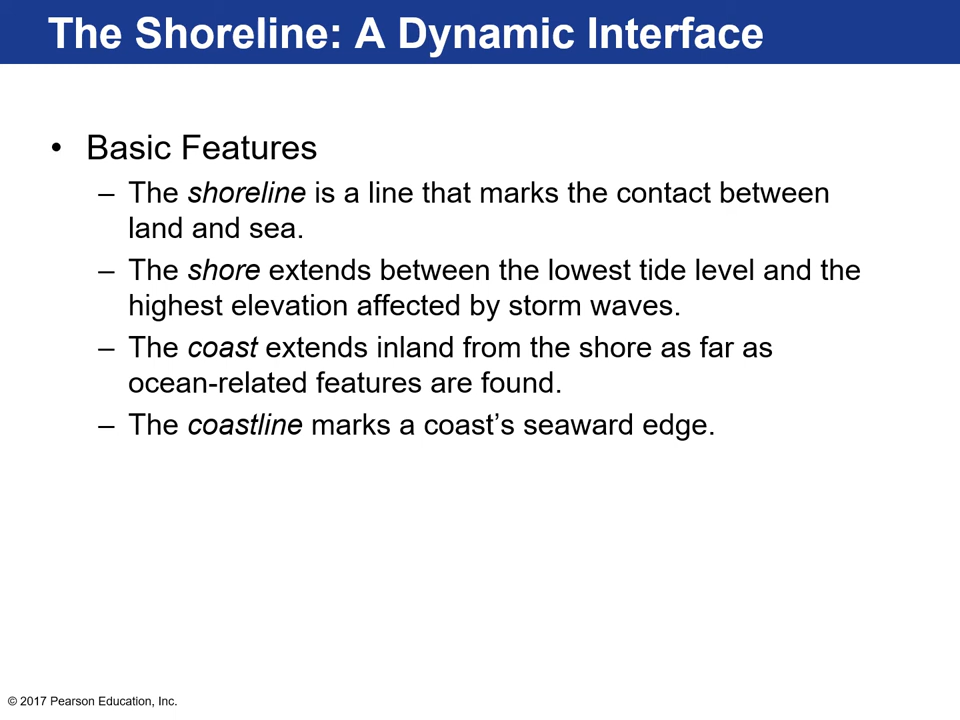 The Shoreline: A Dynamic Interface
• Basic Features
– The shoreline is a line that marks the contact between
land and sea.
– The shore extends between the lowest tide level and the
highest elevation affected by storm waves.
– The coast extends inland from the shore as far as
ocean-related features are found.
– The coastline marks a coast’s seaward edge.
© 2017 Pearson Education, Inc.